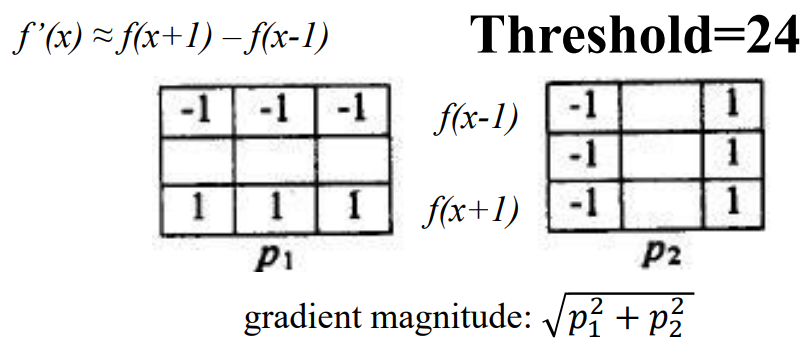 f’(x) ≈ f(x+1) – f(x-1)
Threshold=24
-1 -1 -1
1 1 1
p1
f(x-1)
f(x+1)
-1 1
-1 1
-1 1
p2
gradient magnitude: √p₁² + p₂²